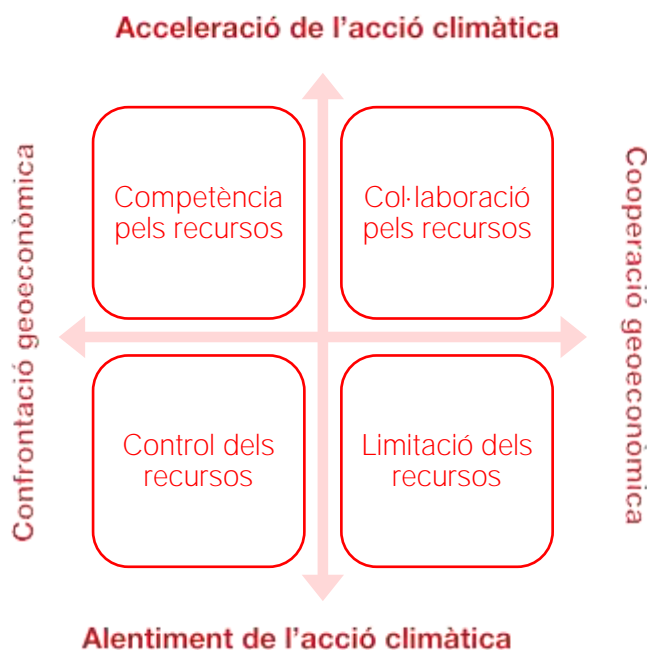 Acceleració de l'acció climàtica
Confrontació geoeconòmica
Competència
pels recursos
Col·laboració
pels recursos
Cooperació geoeconòmica
Control dels
recursos
Limitació dels
recursos
Alentiment de l'acció climàtica